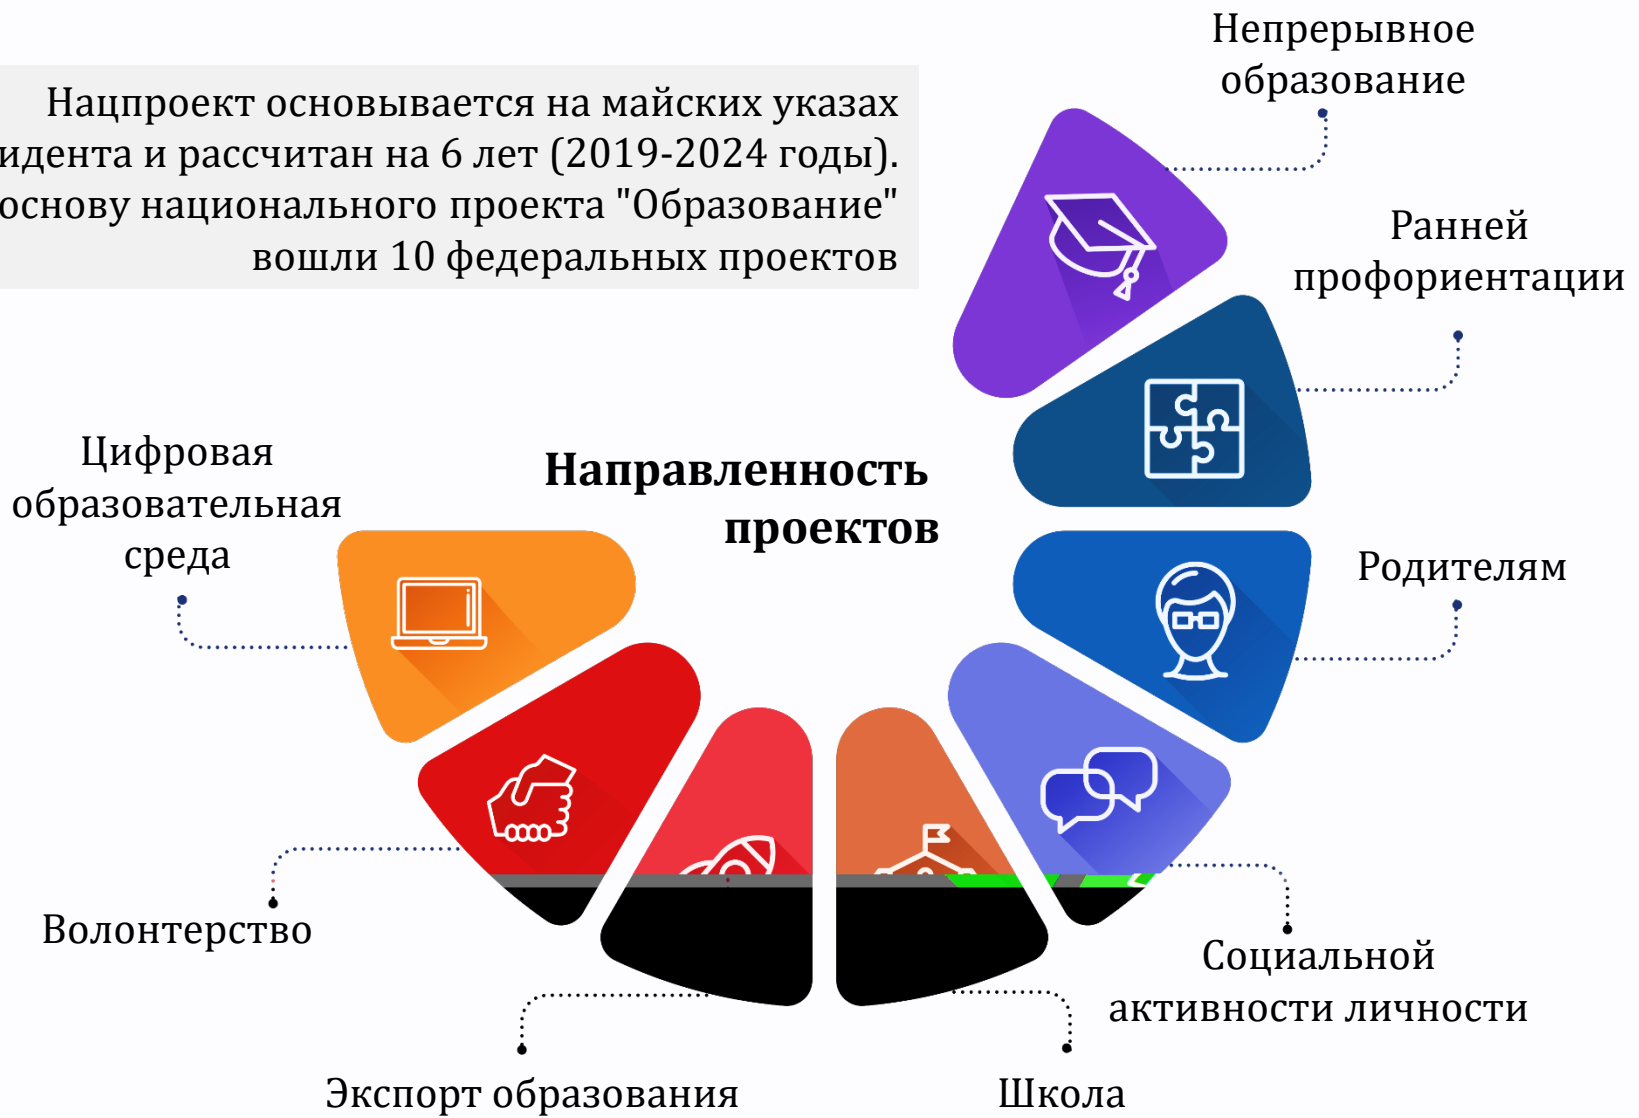 Нацпроект основывается на майских указах
идента и рассчитан на 6 лет (2019-2024 годы).
основу национального проекта "Образование"
вошли 10 федеральных проектов
Непрерывное
образование
Ранней
профориентации
Родителям
Направленность
проектов
Цифровая
образовательная
среда
Волонтерство
Социальной
активности личности
Экспорт образования
Школа